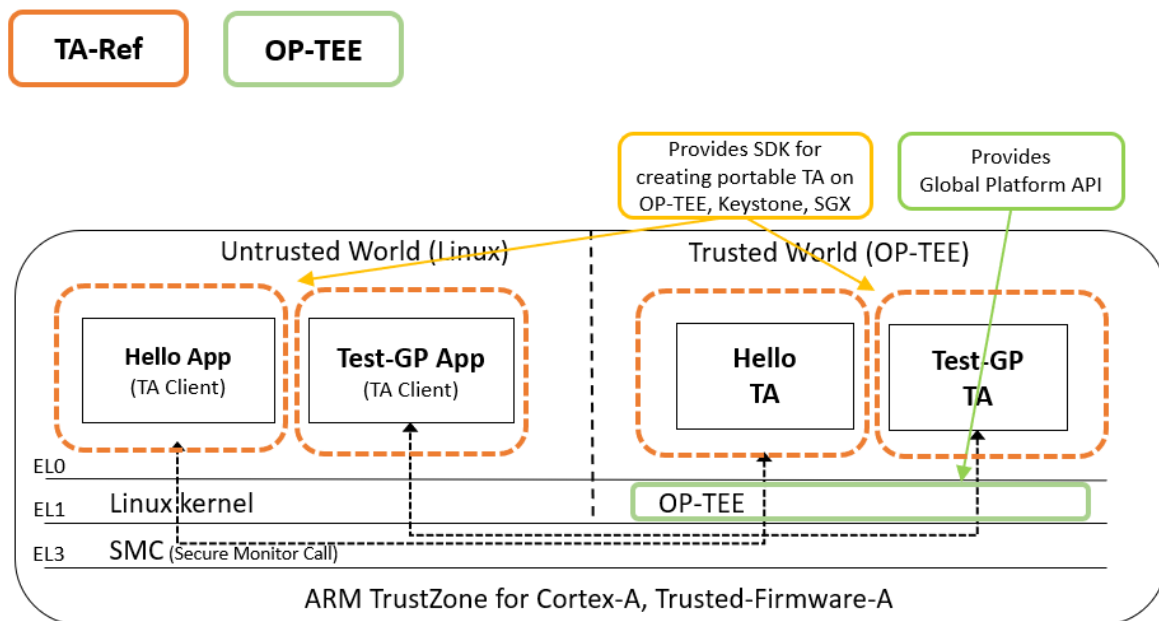 TA-Ref
OP-TEE
Provides SDK for
creating portable TA on
OP-TEE, Keystone, SGX
Provides
Global Platform API
Untrusted World (Linux)
Trusted World (OP-TEE)
Hello App
(TA Client)
Test-GP App
(TA Client)
Hello
TA
Test-GP
TA
EL0
EL1
Linux kernel
OP-TEE
EL3
SMC (Secure Monitor Call)
ARM TrustZone for Cortex-A, Trusted-Firmware-A